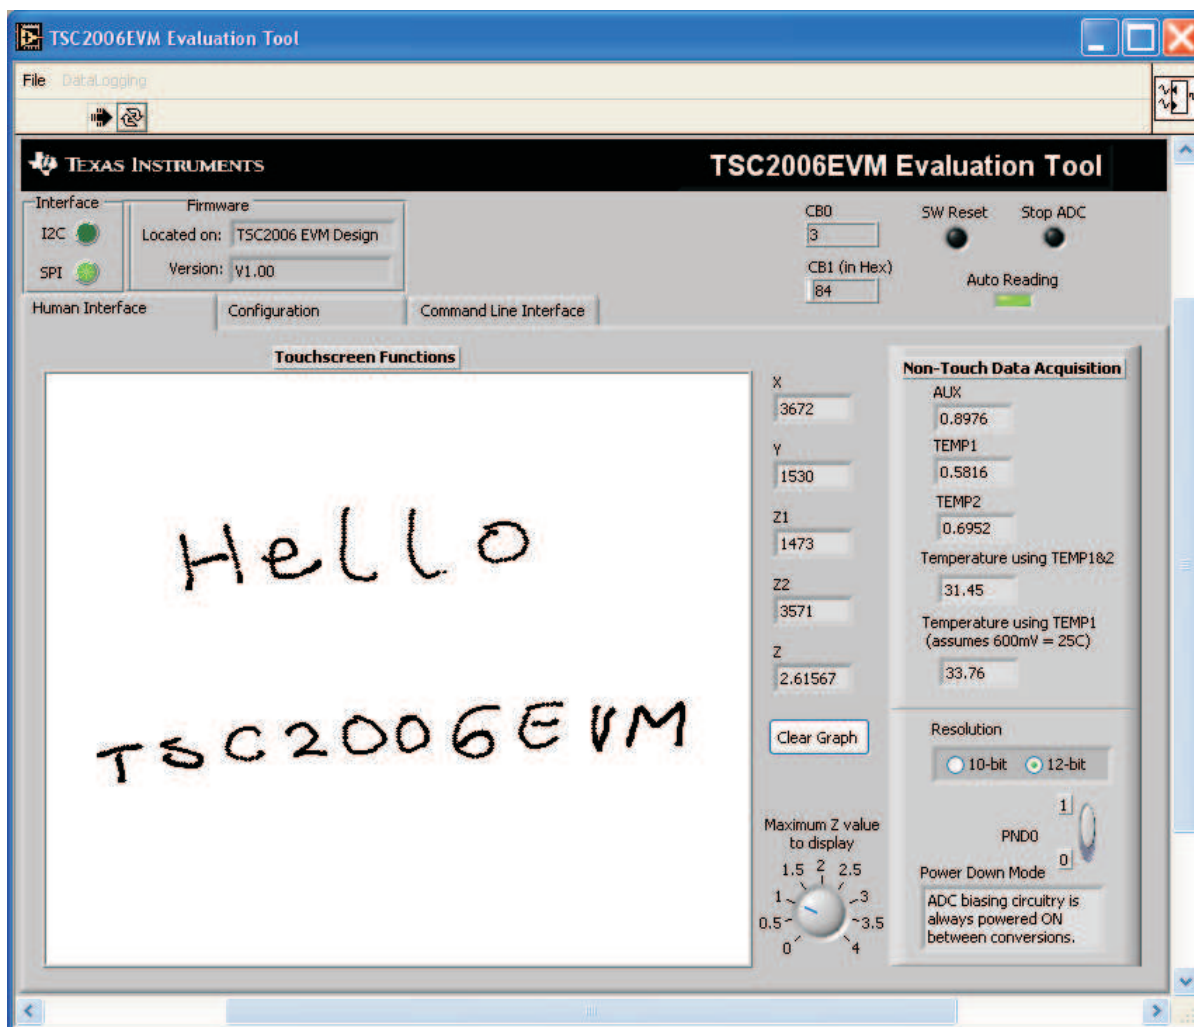 TSC2006EVM Evaluation Tool
File DataLogging
TEXAS INSTRUMENTS TSC2006EVM Evaluation Tool
Interface Firmware CB0 SW Reset Stop ADC
I2C Located on: TSC2006 EVM Design 3
SPI Version: V1.00 CB1 (in Hex) Auto Reading
84
Human Interface Configuration Command Line Interface
Touchscreen Functions
Hello
TSC2006EVM
X
3672
Y
1530
Z1
1473
Z2
3571
Z
2.61567
Clear Graph
Maximum Z value
to display
0 0.5 1 1.5 2 2.5 3 3.5 4
Non-Touch Data Acquisition
AUX
0.8976
TEMP1
0.5816
TEMP2
0.6952
Temperature using TEMP1&2
31.45
Temperature using TEMP1
(assumes 600mV = 25C)
33.76
Resolution
10-bit 12-bit
1
PND0
0
Power Down Mode
ADC biasing circuitry is
always powered ON
between conversions.